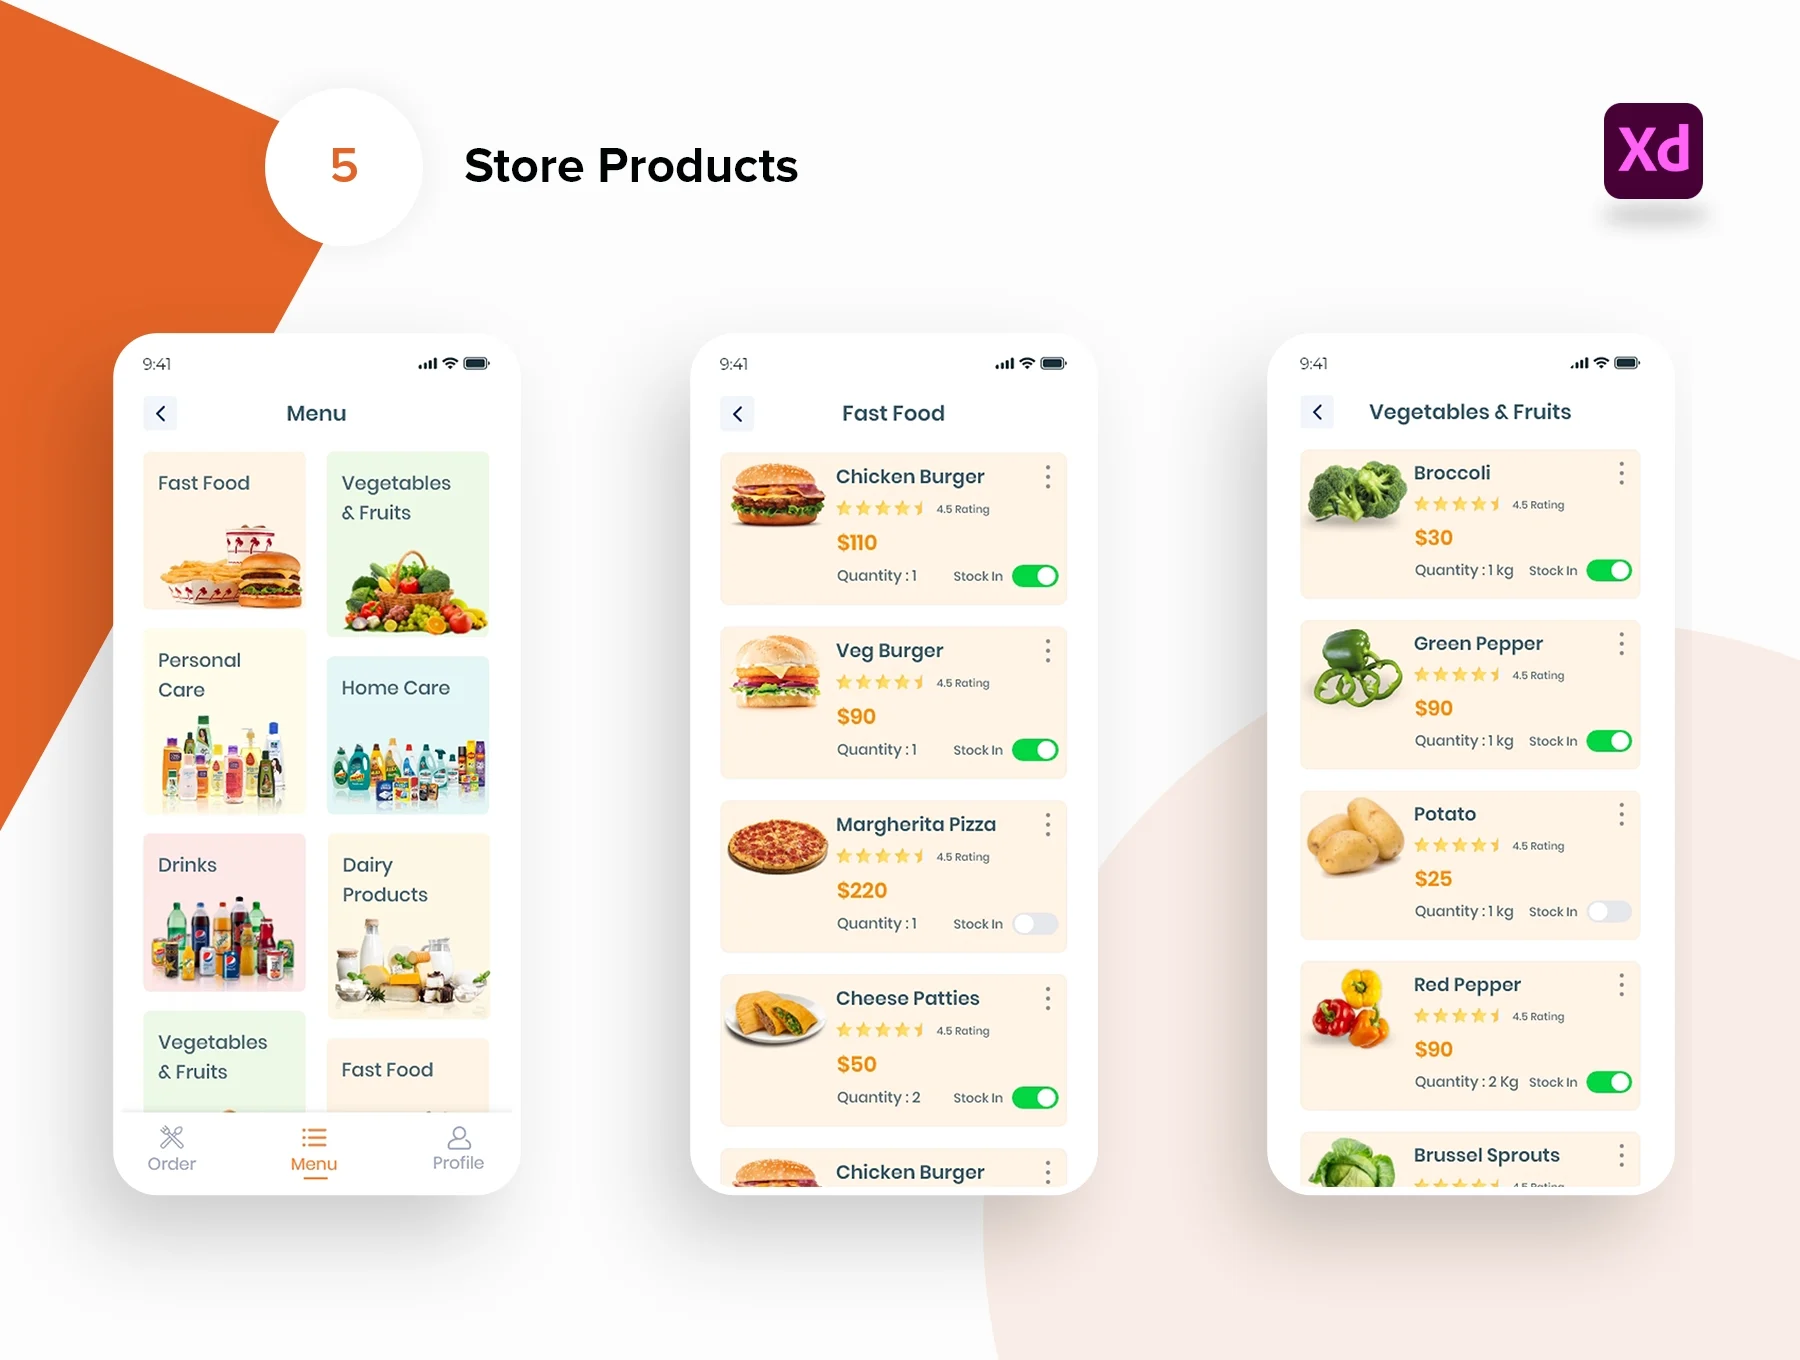 5
Store Products
Xd
9:41
Menu
Fast Food
Vegetables
& Fruits
Personal
Care
Home Care
Drinks
Dairy
Products
Vegetables
& Fruits
Fast Food
Order
Menu
Profile
9:41
Fast Food
Chicken Burger
4.5 Rating
$110
Quantity : 1 Stock In
Veg Burger
4.5 Rating
$90
Quantity : 1 Stock In
Margherita Pizza
4.5 Rating
$220
Quantity : 1 Stock In
Cheese Patties
4.5 Rating
$50
Quantity : 2 Stock In
Chicken Burger
9:41
Vegetables & Fruits
Broccoli
4.5 Rating
$30
Quantity : 1 kg Stock In
Green Pepper
4.5 Rating
$90
Quantity : 1 kg Stock In
Potato
4.5 Rating
$25
Quantity : 1 kg Stock In
Red Pepper
4.5 Rating
$90
Quantity : 2 Kg Stock In
Brussel Sprouts
4.5 Rating